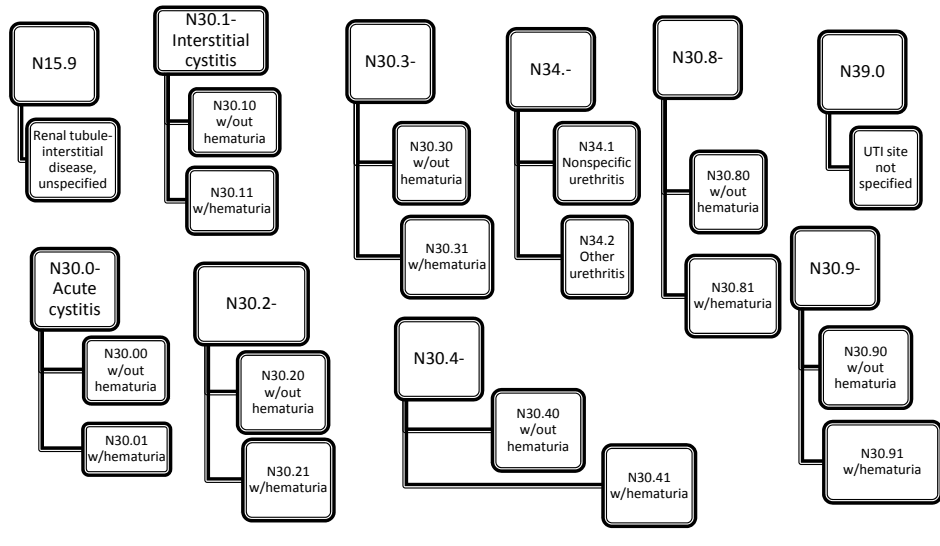 N15.9
Renal tubule-
interstitial
disease,
unspecified
N30.1-
Interstitial
cystitis
N30.10
w/out
hematuria
N30.11
w/hematuria
N30.3-
N30.30
w/out
hematuria
N30.31
w/hematuria
N34.-
N34.1
Nonspecific
urethritis
N34.2
Other
urethritis
N30.8-
N30.80
w/out
hematuria
N30.81
w/hematuria
N39.0
UTI site
not
specified
N30.0-
Acute
cystitis
N30.00
w/out
hematuria
N30.01
w/hematuria
N30.2-
N30.20
w/out
hematuria
N30.21
w/hematuria
N30.4-
N30.40
w/out
hematuria
N30.41
w/hematuria
N30.9-
N30.90
w/out
hematuria
N30.91
w/hematuria